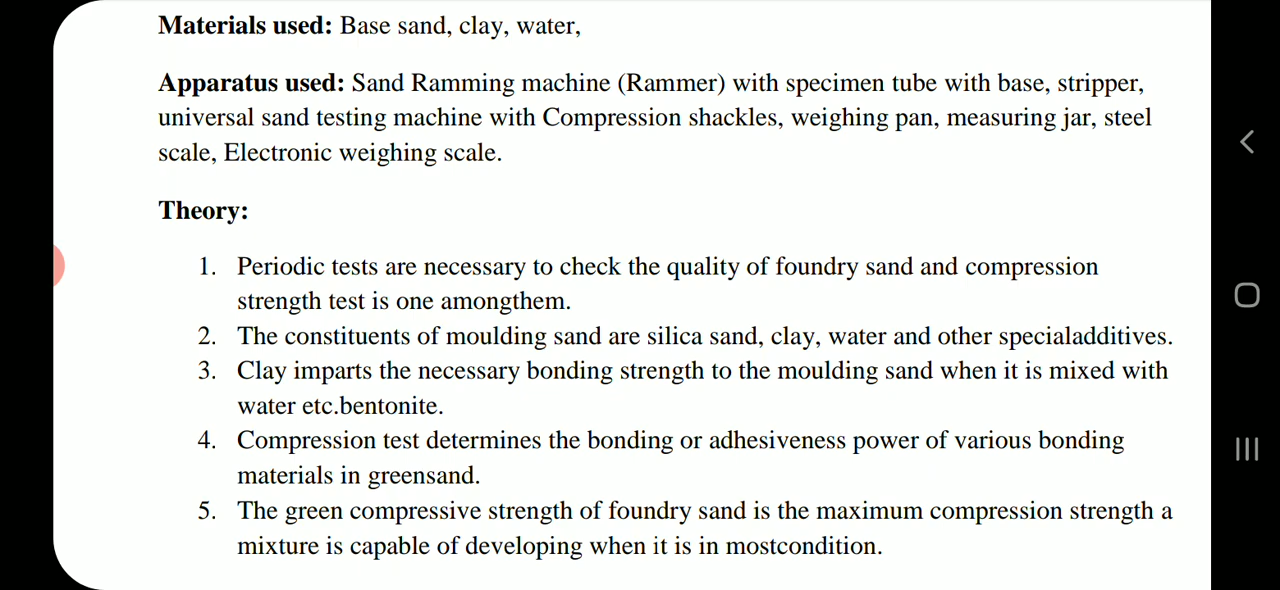 Materials used: Base sand, clay, water,
Apparatus used: Sand Ramming machine (Rammer) with specimen tube with base, stripper,
universal sand testing machine with Compression shackles, weighing pan, measuring jar, steel
scale, Electronic weighing scale.
Theory:
1. Periodic tests are necessary to check the quality of foundry sand and compression
strength test is one amongthem.
2. The constituents of moulding sand are silica sand, clay, water and other specialadditives.
3. Clay imparts the necessary bonding strength to the moulding sand when it is mixed with
water etc.bentonite.
4. Compression test determines the bonding or adhesiveness power of various bonding
materials in greensand.
5. The green compressive strength of foundry sand is the maximum compression strength a
mixture is capable of developing when it is in mostcondition.